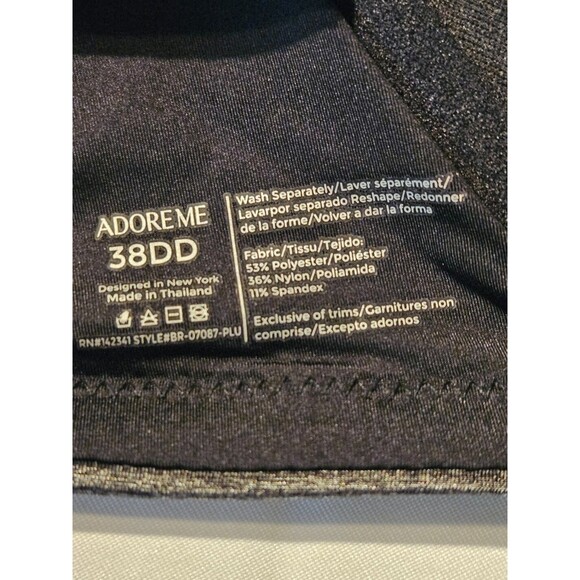 ADORE ME
38DD
Designed in New York
Made in Thailand
RN#142341 STYLE#BR-07087-PLU
Wash Separately/Laver séparément/
Lavarpor separado Reshape/Redonner
de la forme/Volver a dar la forma
Fabric/Tissu/Tejido:
53% Polyester/Poliéster
36% Nylon/Poliamida
11% Spandex
Exclusive of trims/Garnitures non
comprise/Excepto adornos